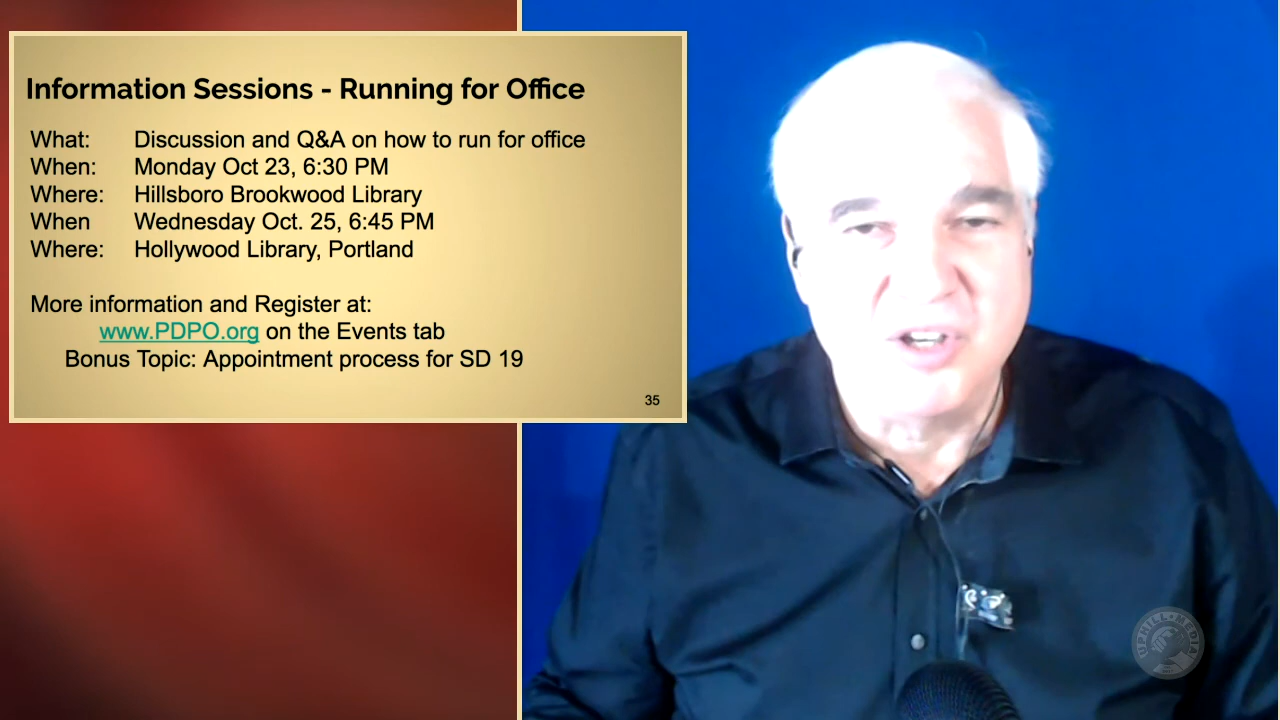 Information Sessions - Running for Office
What: Discussion and Q&A on how to run for office
When: Monday Oct 23, 6:30 PM
Where: Hillsboro Brookwood Library
When Wednesday Oct. 25, 6:45 PM
Where: Hollywood Library, Portland
More information and Register at:
www.PDPO.org on the Events tab
Bonus Topic: Appointment process for SD 19
35